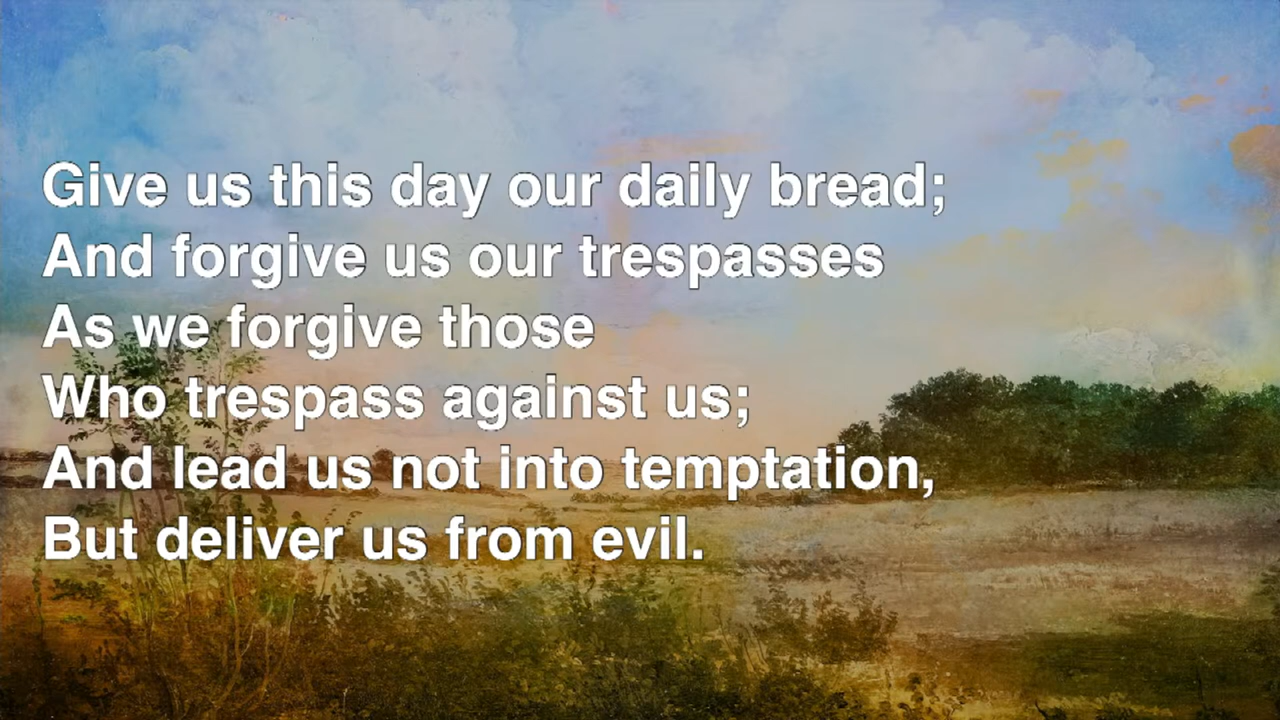 Give us this day our daily bread;
And forgive us our trespasses
As we forgive those
Who trespass against us;
And lead us not into temptation,
But deliver us from evil.